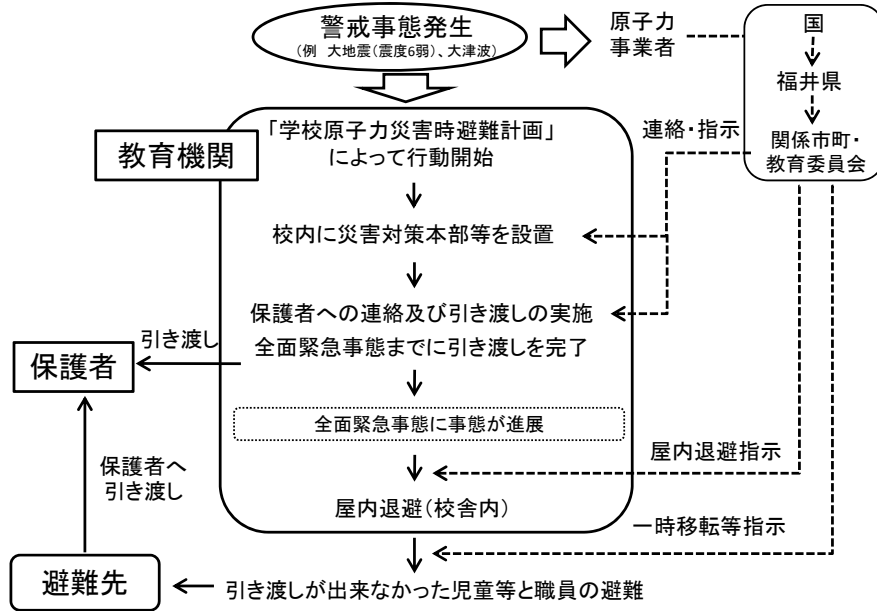 警戒事態発生
(例 大地震(震度6弱)、大津波)
原子力
事業者
国
福井県
関係市町・
教育委員会
連絡・指示
教育機関
「学校原子力災害時避難計画」
によって行動開始
校内に災害対策本部等を設置
保護者への連絡及び引き渡しの実施
全面緊急事態までに引き渡しを完了
引き渡し
保護者
全面緊急事態に事態が進展
屋内退避指示
保護者へ
引き渡し
屋内退避(校舎内)
一時移転等指示
避難先
引き渡しが出来なかった児童等と職員の避難